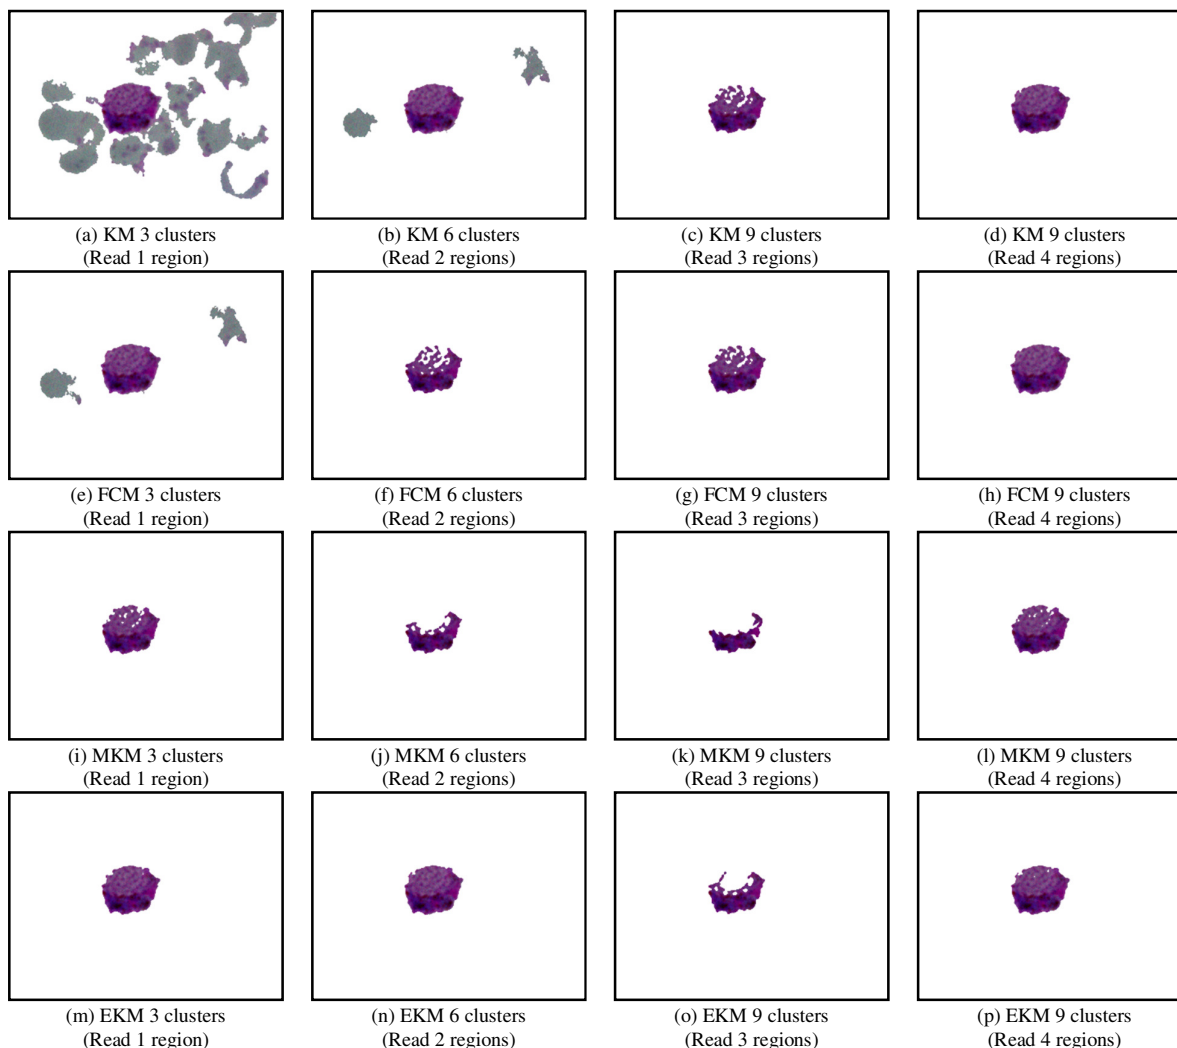 (a) KM 3 clusters
(Read 1 region)
(b) KM 6 clusters
(Read 2 regions)
(c) KM 9 clusters
(Read 3 regions)
(d) KM 9 clusters
(Read 4 regions)
(e) FCM 3 clusters
(Read 1 region)
(f) FCM 6 clusters
(Read 2 regions)
(g) FCM 9 clusters
(Read 3 regions)
(h) FCM 9 clusters
(Read 4 regions)
(i) MKM 3 clusters
(Read 1 region)
(j) MKM 6 clusters
(Read 2 regions)
(k) MKM 9 clusters
(Read 3 regions)
(l) MKM 9 clusters
(Read 4 regions)
(m) EKM 3 clusters
(Read 1 region)
(n) EKM 6 clusters
(Read 2 regions)
(o) EKM 9 clusters
(Read 3 regions)
(p) EKM 9 clusters
(Read 4 regions)